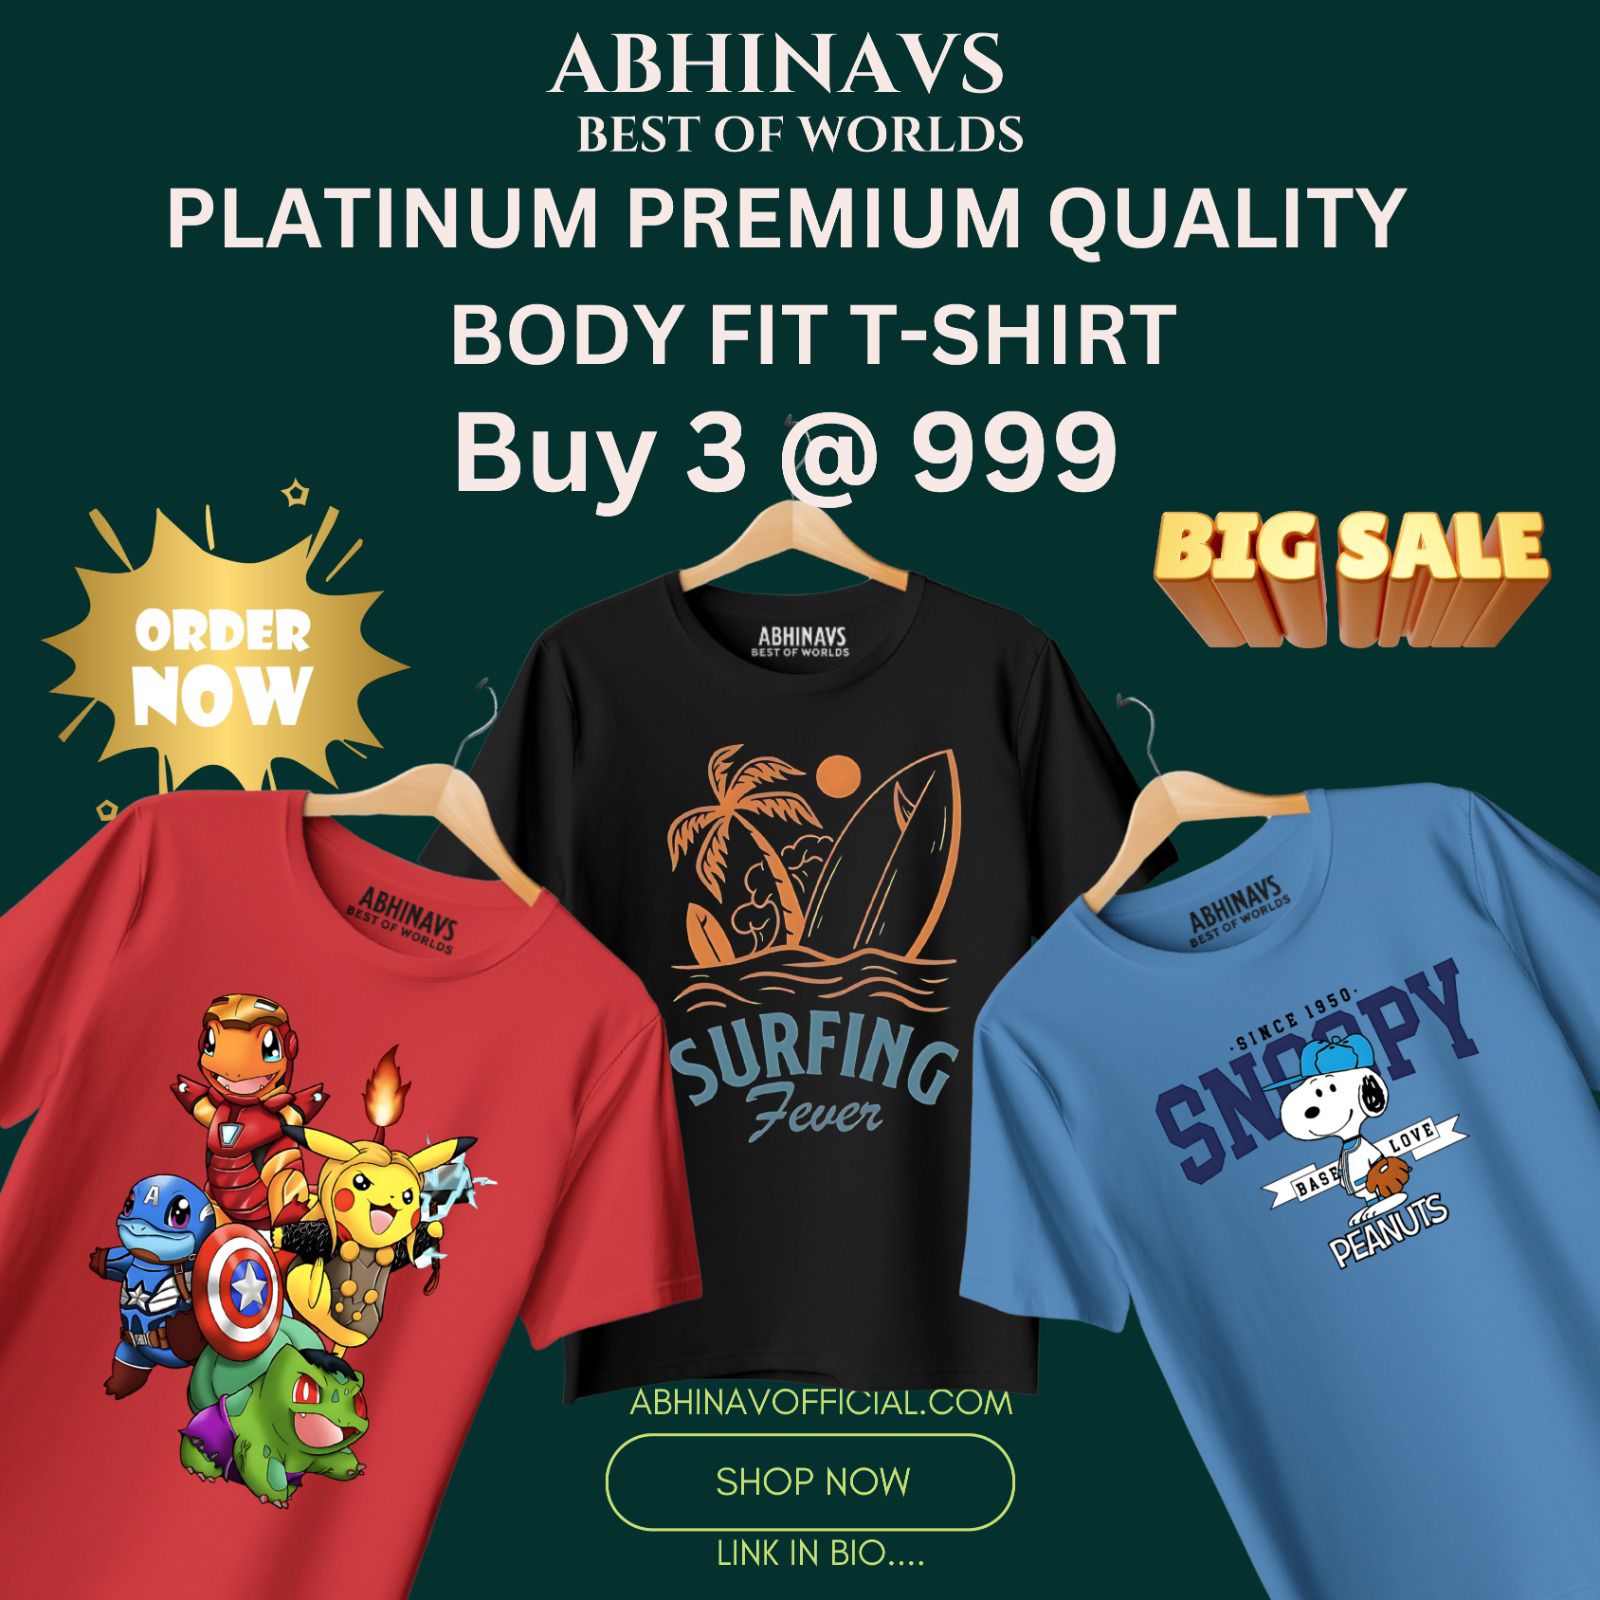 ABHINAVS
BEST OF WORLDS
PLATINUM PREMIUM QUALITY
BODY FIT T-SHIRT
Buy 3 @ 999
ORDER
NOW
BIG SALE
ABHINAVS
BEST OF WORLDS
SURFING
Fever
ABHINAVS
BEST OF WORLDS
A
ABHINAVS
BEST OF WORLDS
·SINCE 1950·
SNOOPY
BASE LOVE
PEANUTS
ABHINAVOFFICIAL.COM
SHOP NOW
LINK IN BIO....